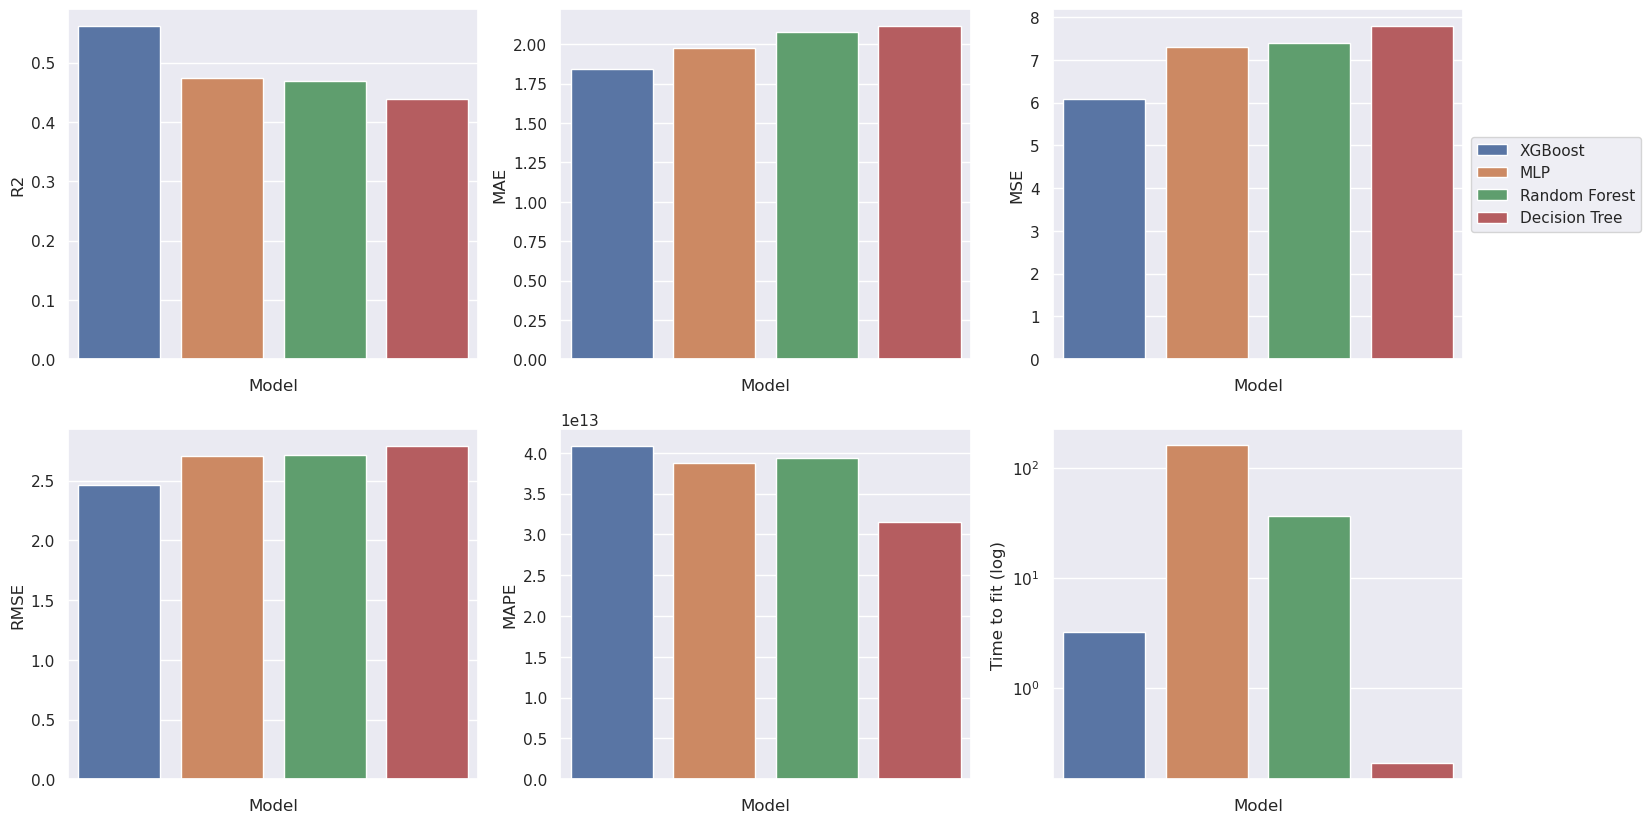 R2
0.5
0.4
0.3
0.2
0.1
0.0
Model
MAE
2.00
1.75
1.50
1.25
1.00
0.75
0.50
0.25
0.00
Model
MSE
8
7
6
5
4
3
2
1
0
Model
XGBoost
MLP
Random Forest
Decision Tree
RMSE
2.5
2.0
1.5
1.0
0.5
0.0
Model
1e13
MAPE
4.0
3.5
3.0
2.5
2.0
1.5
1.0
0.5
0.0
Model
Time to fit (log)
10²
10¹
10⁰
Model